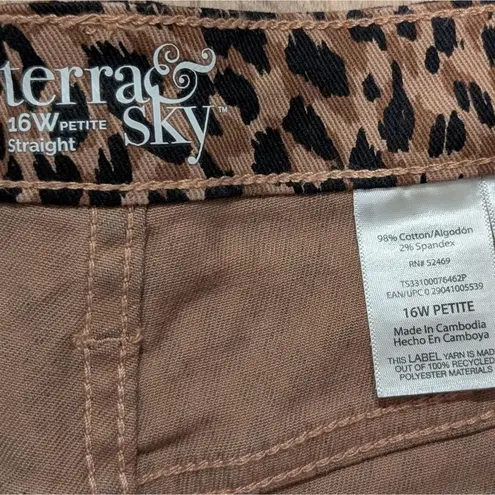 terra&
sky™
16W PETITE
Straight
98% Cotton/Algodón
2% Spandex
RN# 52469
TS33100076462P
EAN/UPC 0 29041005539
16W PETITE
Made In Cambodia
Hecho En Camboya
THIS LABEL YARN IS MAD
OUT OF 100% RECYCLED
POLYESTER MATERIALS